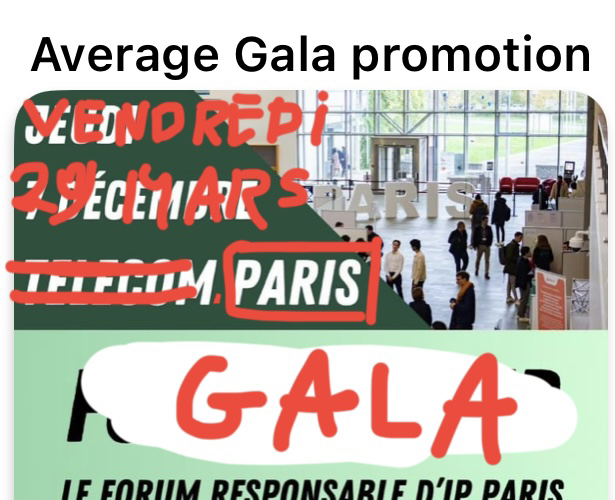 Average Gala promotion
JEUDI
VENDREDI
7 DÉCEMBRE
29 MARS
TELECOM PARIS
PARIS
GALA
LE FORUM RESPONSABLE D'IP PARIS